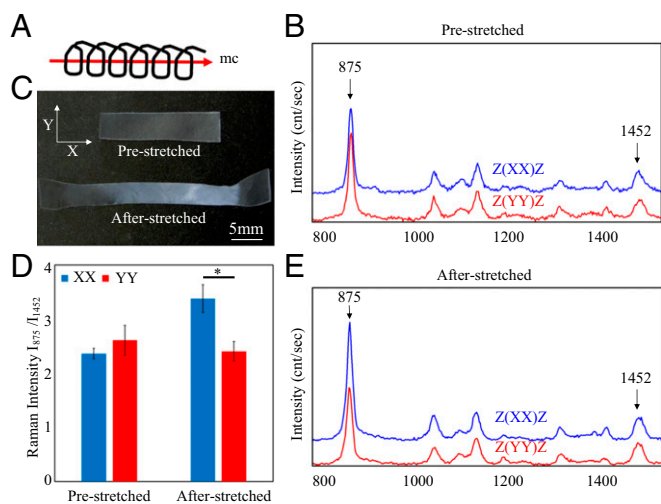 A
mc
B
Pre-stretched
875
1452
Intensity (cnt/sec)
Z(XX)Z
Z(YY)Z
800 1000 1200 1400
C
Y
X
Pre-stretched
After-stretched
5mm
D
Raman Intensity I875 /I1452
4
3
2
1
0
XX YY
*
Pre-stretched After-stretched
E
After-stretched
875
1452
Intensity (cnt/sec)
Z(XX)Z
Z(YY)Z
800 1000 1200 1400